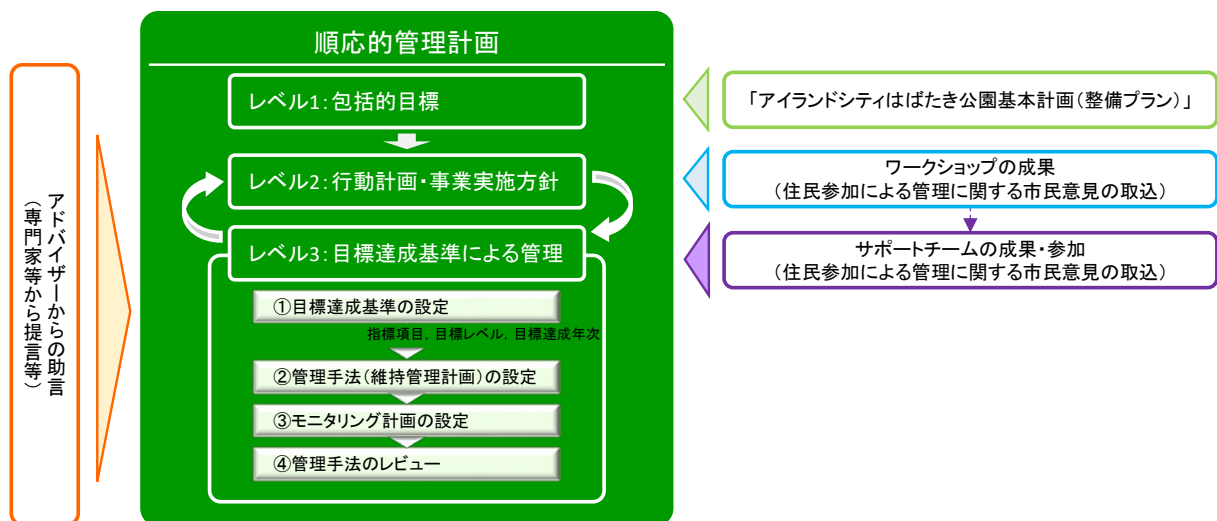 順応的管理計画
アドバイザーからの助言
（専門家等から提言等）
レベル1：包括的目標
「アイランドシティはばたき公園基本計画（整備プラン）」
レベル2：行動計画・事業実施方針
ワークショップの成果
（住民参加による管理に関する市民意見の取込）
レベル3：目標達成基準による管理
サポートチームの成果・参加
（住民参加による管理に関する市民意見の取込）
①目標達成基準の設定
指標項目，目標レベル，目標達成年次
②管理手法（維持管理計画）の設定
③モニタリング計画の設定
④管理手法のレビュー